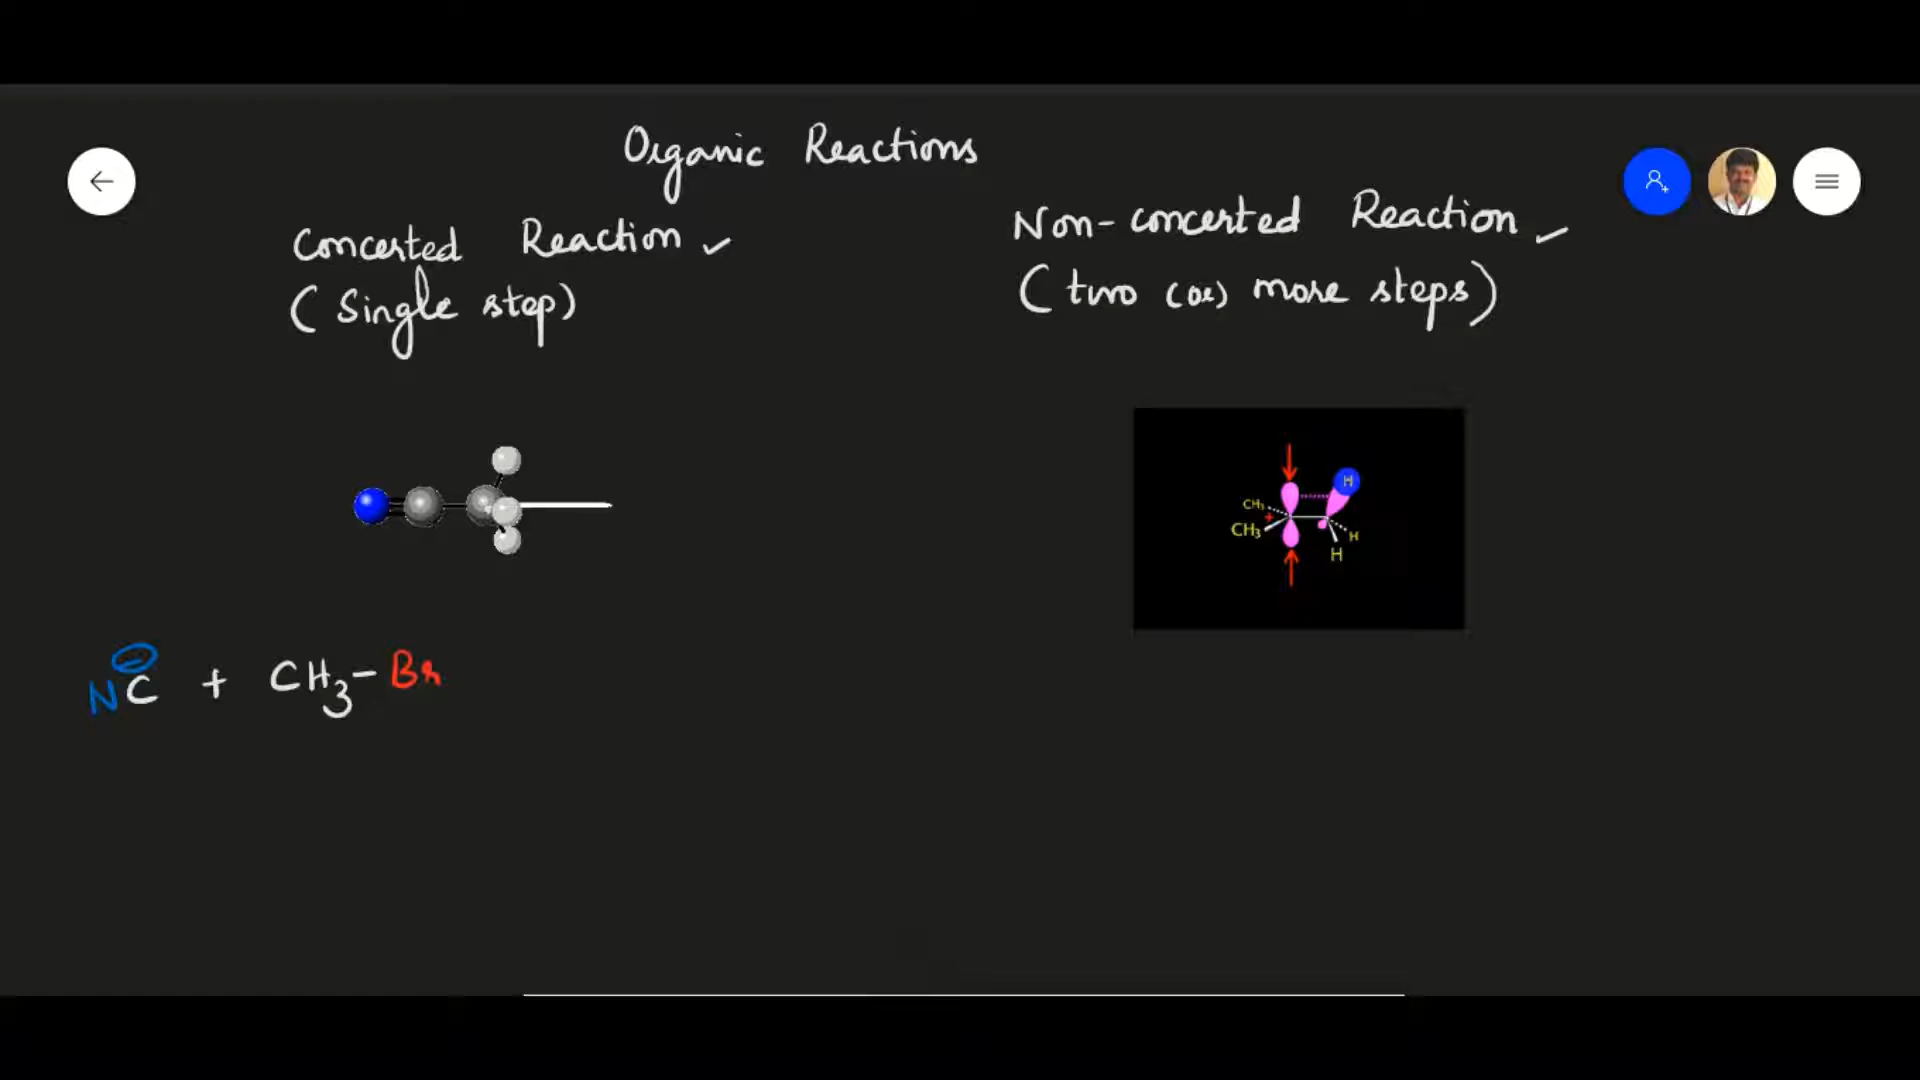 Organic Reactions
Concerted Reaction ✓
(Single step)
Non-concerted Reaction ✓
(two (or) more steps)
H
CH₃
+
CH₃
H
H
NC⊖ + CH₃-Br